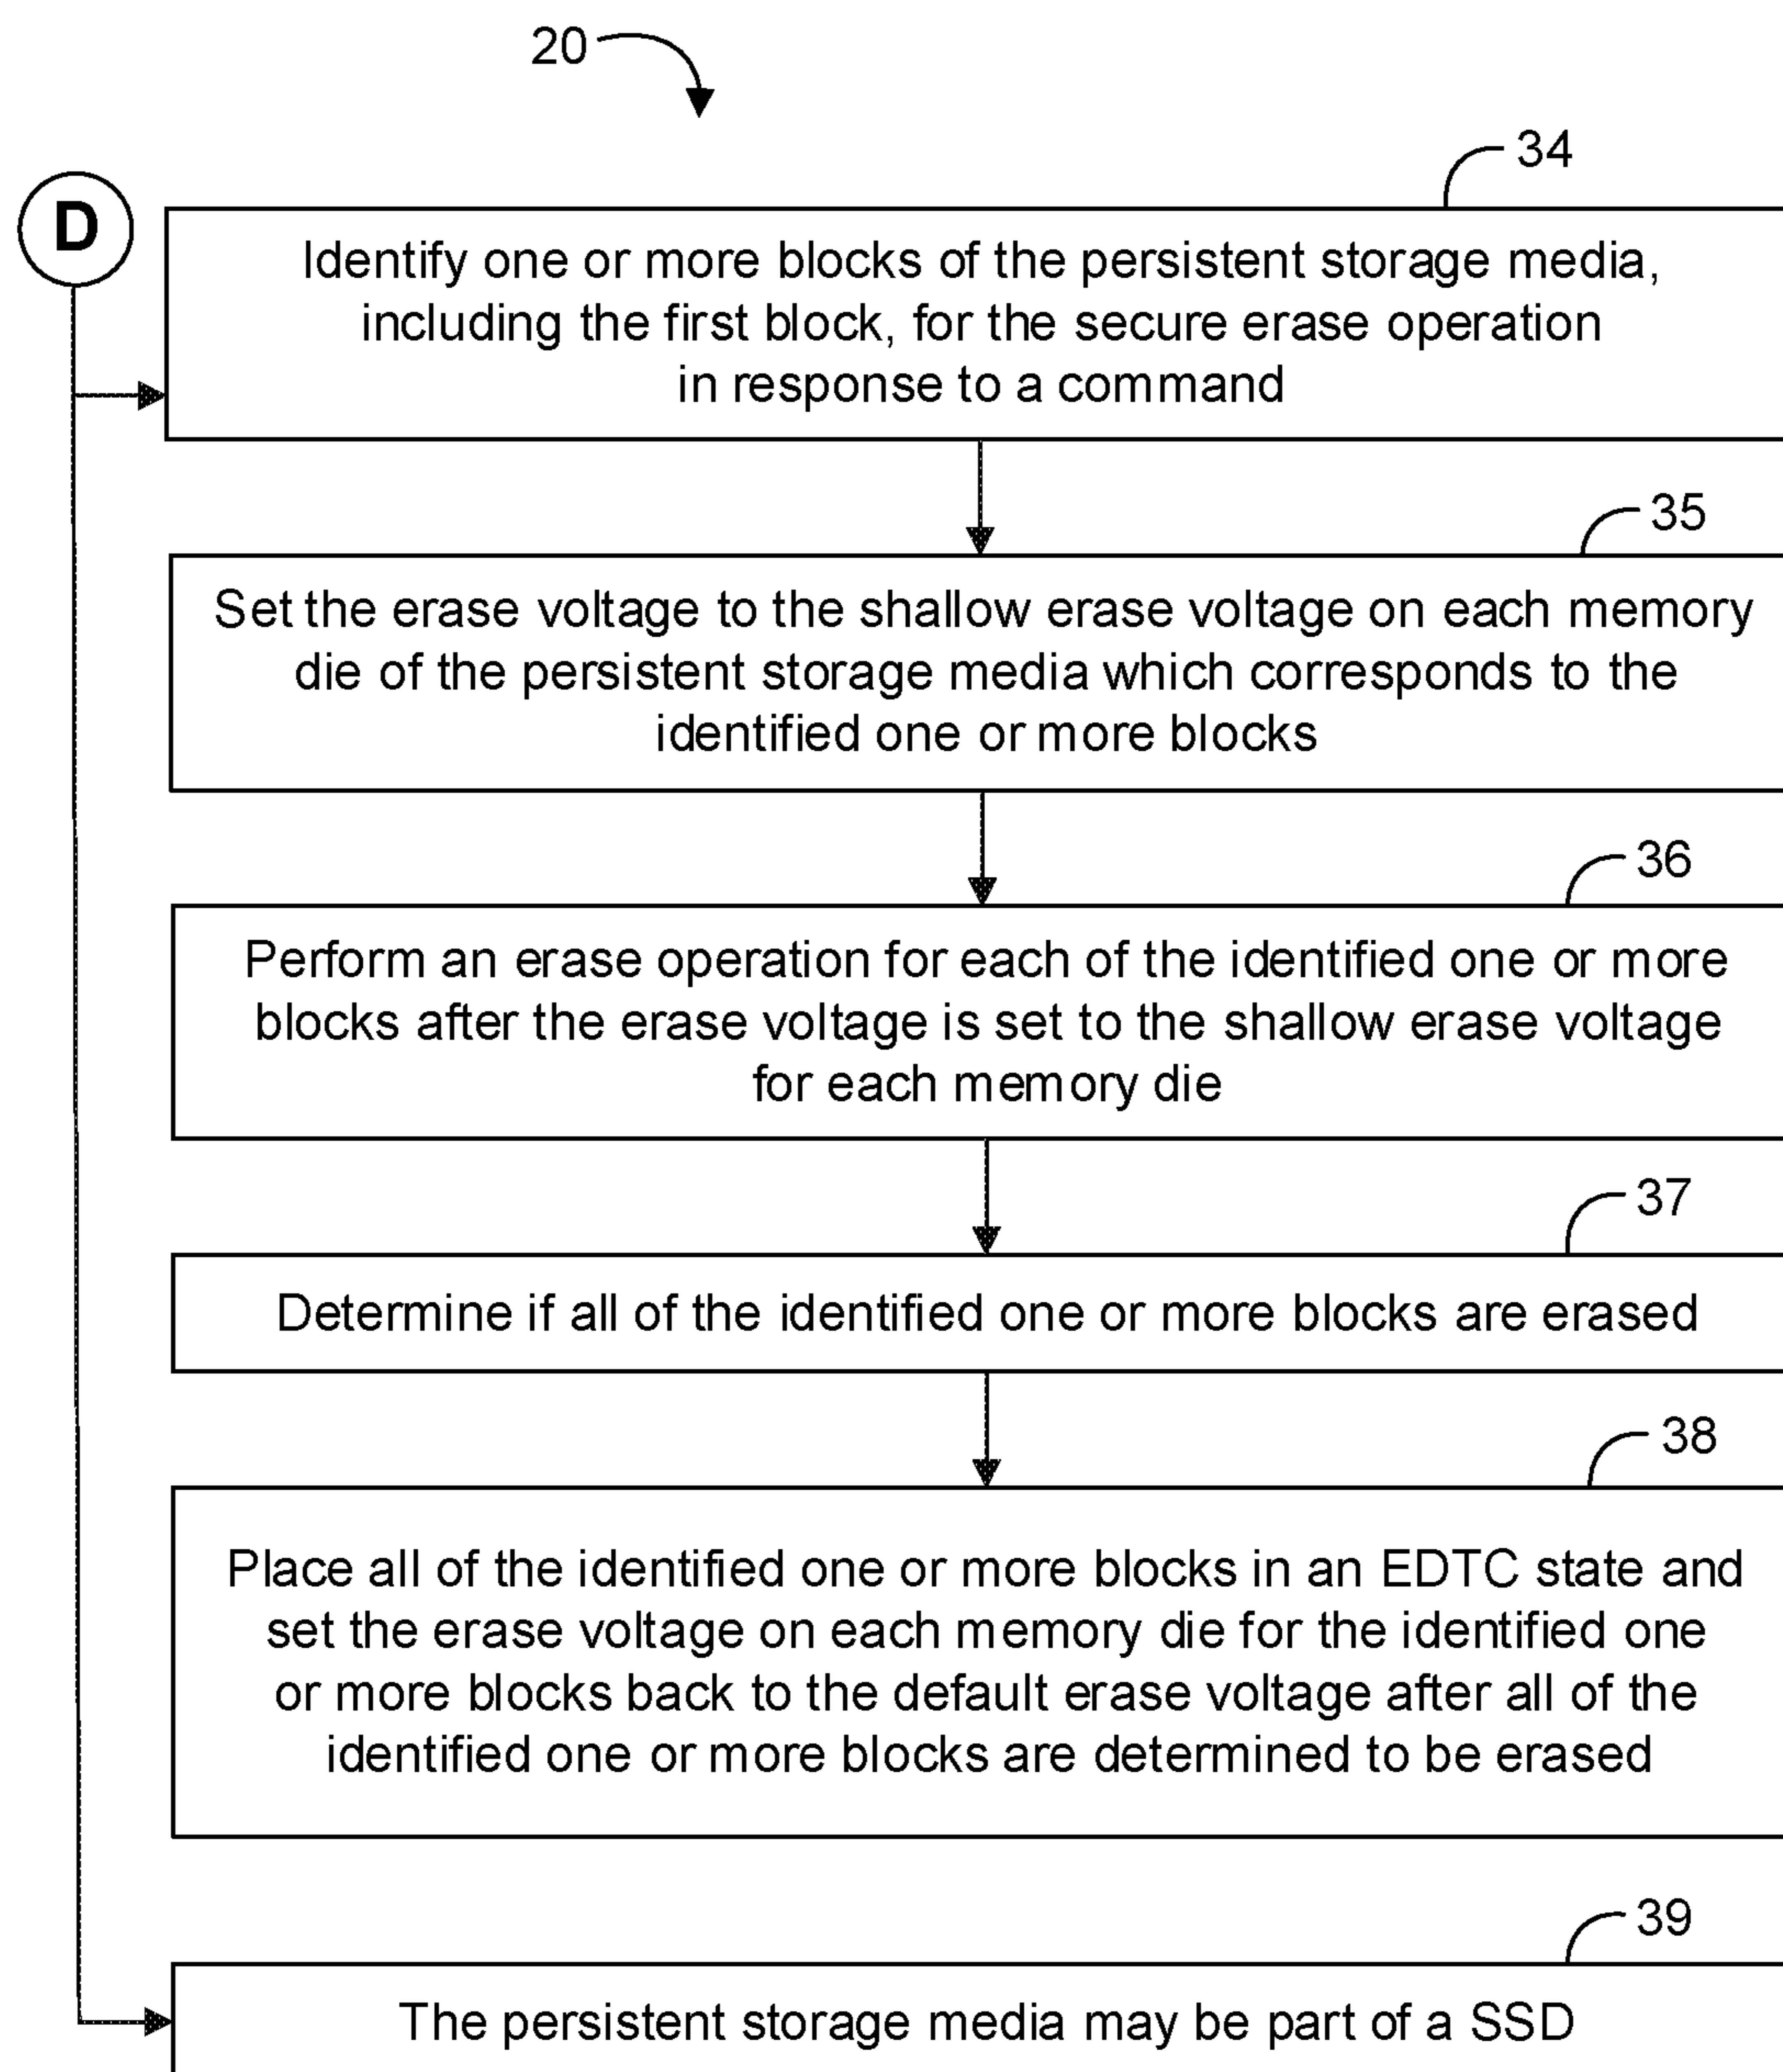 20
34
D
Identify one or more blocks of the persistent storage media,
including the first block, for the secure erase operation
in response to a command
35
Set the erase voltage to the shallow erase voltage on each memory
die of the persistent storage media which corresponds to the
identified one or more blocks
36
Perform an erase operation for each of the identified one or more
blocks after the erase voltage is set to the shallow erase voltage
for each memory die
37
Determine if all of the identified one or more blocks are erased
38
Place all of the identified one or more blocks in an EDTC state and
set the erase voltage on each memory die for the identified one
or more blocks back to the default erase voltage after all of the
identified one or more blocks are determined to be erased
39
The persistent storage media may be part of a SSD